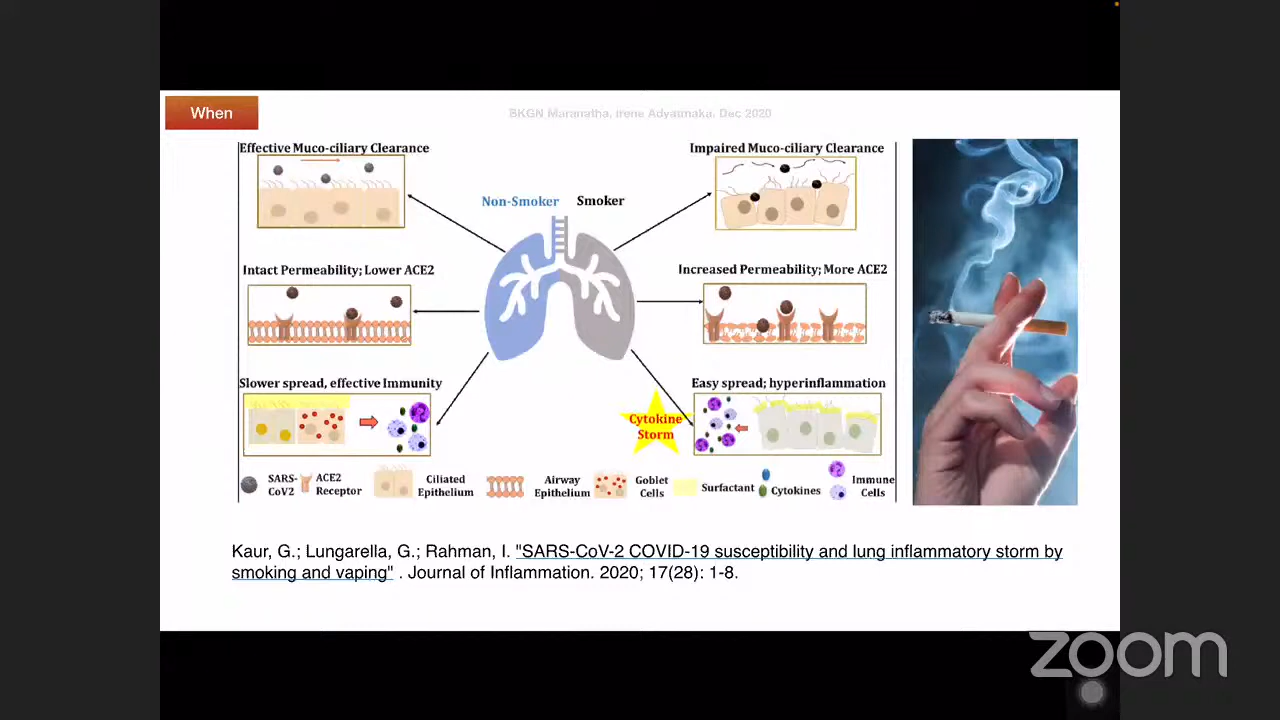 When
BKGN Maranatha, Irene Adyatmaka, Dec 2020
Effective Muco-ciliary Clearance
Impaired Muco-ciliary Clearance
Non-Smoker
Smoker
Intact Permeability; Lower ACE2
Increased Permeability; More ACE2
Slower spread, effective Immunity
Easy spread; hyperinflammation
Cytokine
Storm
SARS-
CoV2
ACE2
Receptor
Ciliated
Epithelium
Airway
Epithelium
Goblet
Cells
Surfactant
Cytokines
Immune
Cells
Kaur, G.; Lungarella, G.; Rahman, I. "SARS-CoV-2 COVID-19 susceptibility and lung inflammatory storm by
smoking and vaping" . Journal of Inflammation. 2020; 17(28): 1-8.
zoom